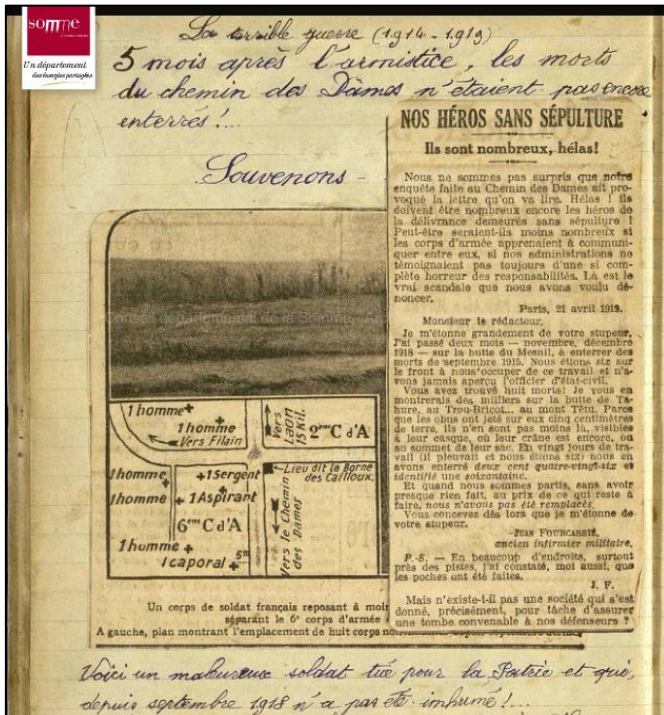 somme
Un département
des énergies partagées
La terrible guerre (1914-1919)
5 mois après l'armistice, les morts
du chemin des Dâmes n'étaient pas encore
enterrés !...
Souvenons -
NOS HÉROS SANS SÉPULTURE
Ils sont nombreux, hélas!
Nous ne sommes pas surpris que notre
enquête faite au Chemin des Dames ait pro-
voqué la lettre qu'on va lire. Hélas ! ils
doivent être nombreux encore les héros de
la délivrance demeurés sans sépulture !
Peut-être seraient-ils moins nombreux si
les corps d'armée apprenaient à communi-
quer entre eux, si nos administrations ne
témoignaient pas toujours d'une si com-
plète horreur des responsabilités. Là est le
vrai scandale que nous avons voulu dé-
noncer.
Paris, 21 avril 1919.
Monsieur le rédacteur,
Je m'étonne grandement de votre stupeur.
J'ai passé deux mois — novembre, décembre
1918 — sur la butte du Mesnil, à enterrer des
morts de septembre 1915. Nous étions six sur
le front à nous occuper de ce travail et n'a-
vons jamais aperçu l'officier d'état-civil.
Vous avez trouvé huit morts! Je vous en
montrerais des milliers sur la butte de Ta-
hure, au Trou-Bricot... au mont Têtu. Parce
que les obus ont jeté sur eux cinq centimètres
de terre, ils n'en sont pas moins là, visibles
à leur casque, où leur crâne est encore, ou
au sommet de leur sac. En vingt jours de tra-
vail (il pleuvait et nous étions six) nous en
avons enterré deux cent quatre-vingt-six et
identifié une soixantaine.
Et quand nous sommes partis, sans avoir
presque rien fait, au prix de ce qui reste à
faire, nous n'avons pas été remplacés.
Vous concevez dès lors que je m'étonne de
votre stupeur.
JEAN FOURCASSIÉ,
ancien infirmier militaire.
P.-S. — En beaucoup d'endroits, surtout
près des pistes, j'ai constaté, moi aussi, que
les poches ont été faites.
J. F.
Mais n'existe-t-il pas une société qui s'est
donné, précisément, pour tâche d'assurer
une tombe convenable à nos défenseurs ?
Conseil départemental de la Somme
1 homme
1 homme
Vers Filain
Vers
Laon
15 Kil.
2ème C d'A
1 homme
1 Sergent
Lieu dit la Borne
des Cailloux.
1 homme
1 Aspirant
6ème C d'A
Vers le Chemin
des Dames
1 homme
1 caporal
5m
Un corps de soldat français reposant à moi
séparant le 6e corps d'armée
A gauche, plan montrant l'emplacement de huit corps
Voici un malheureux soldat tué pour la Patrie et qui,
depuis septembre 1918 n'a pas été inhumé !...